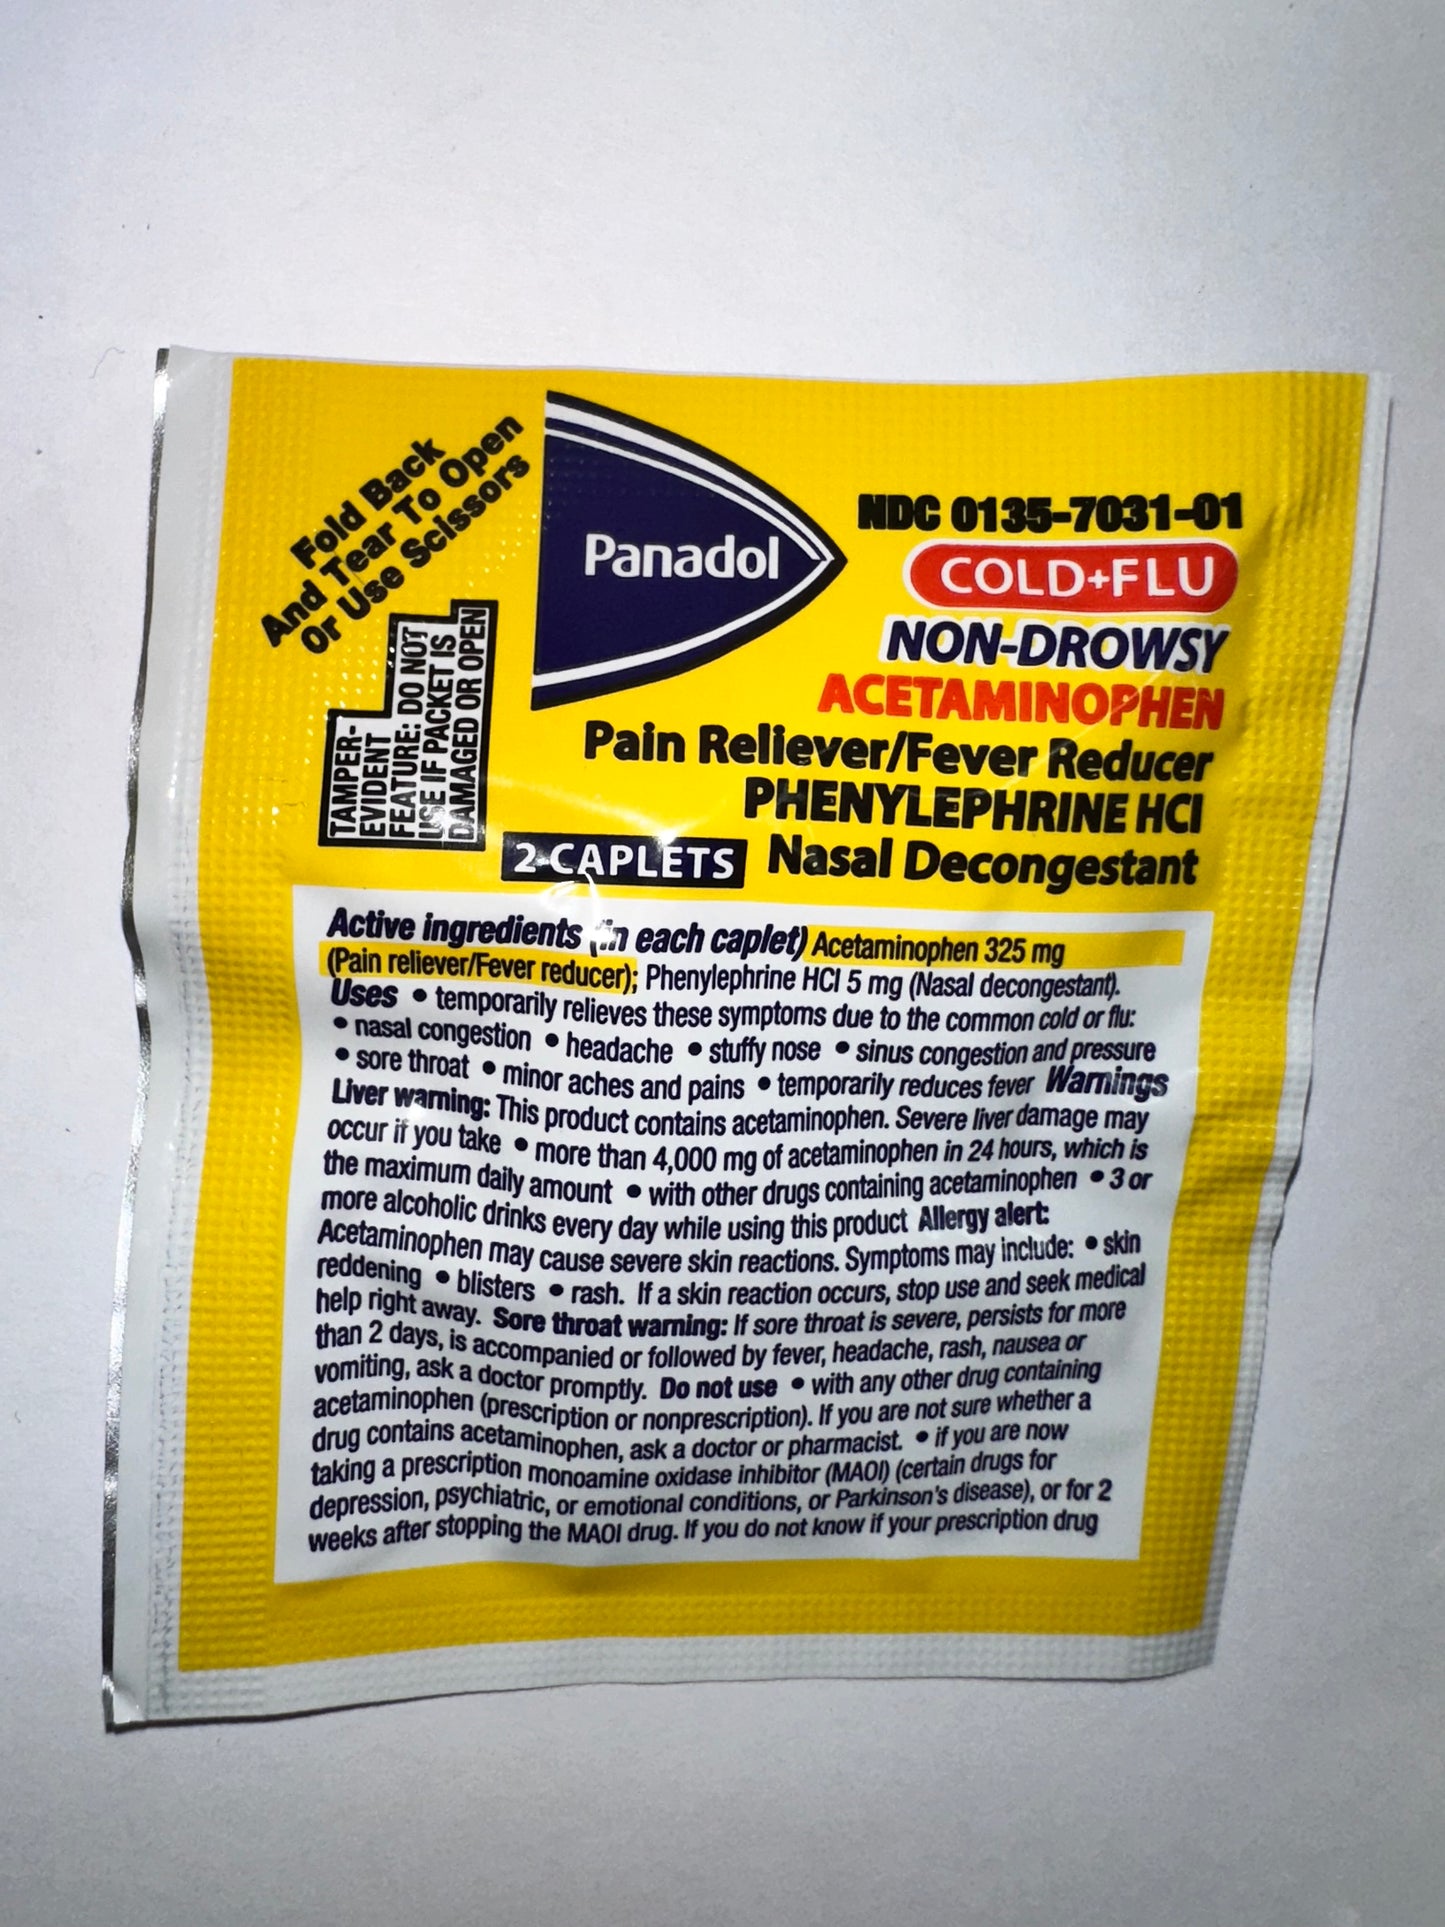 Fold Back
And Tear To Open
Or Use Scissors
TAMPER-
EVIDENT
FEATURE: DO NOT
USE IF PACKET IS
DAMAGED OR OPEN
Panadol
NDC 0135-7031-01
COLD+FLU
NON-DROWSY
ACETAMINOPHEN
Pain Reliever/Fever Reducer
PHENYLEPHRINE HCl
2-CAPLETS Nasal Decongestant
Active ingredients (in each caplet) Acetaminophen 325 mg
(Pain reliever/Fever reducer); Phenylephrine HCl 5 mg (Nasal decongestant).
Uses • temporarily relieves these symptoms due to the common cold or flu:
• nasal congestion • headache • stuffy nose • sinus congestion and pressure
• sore throat • minor aches and pains • temporarily reduces fever Warnings
Liver warning: This product contains acetaminophen. Severe liver damage may
occur if you take • more than 4,000 mg of acetaminophen in 24 hours, which is
the maximum daily amount • with other drugs containing acetaminophen • 3 or
more alcoholic drinks every day while using this product Allergy alert:
Acetaminophen may cause severe skin reactions. Symptoms may include: • skin
reddening • blisters • rash. If a skin reaction occurs, stop use and seek medical
help right away. Sore throat warning: If sore throat is severe, persists for more
than 2 days, is accompanied or followed by fever, headache, rash, nausea or
vomiting, ask a doctor promptly. Do not use • with any other drug containing
acetaminophen (prescription or nonprescription). If you are not sure whether a
drug contains acetaminophen, ask a doctor or pharmacist. • if you are now
taking a prescription monoamine oxidase inhibitor (MAOI) (certain drugs for
depression, psychiatric, or emotional conditions, or Parkinson's disease), or for 2
weeks after stopping the MAOI drug. If you do not know if your prescription drug